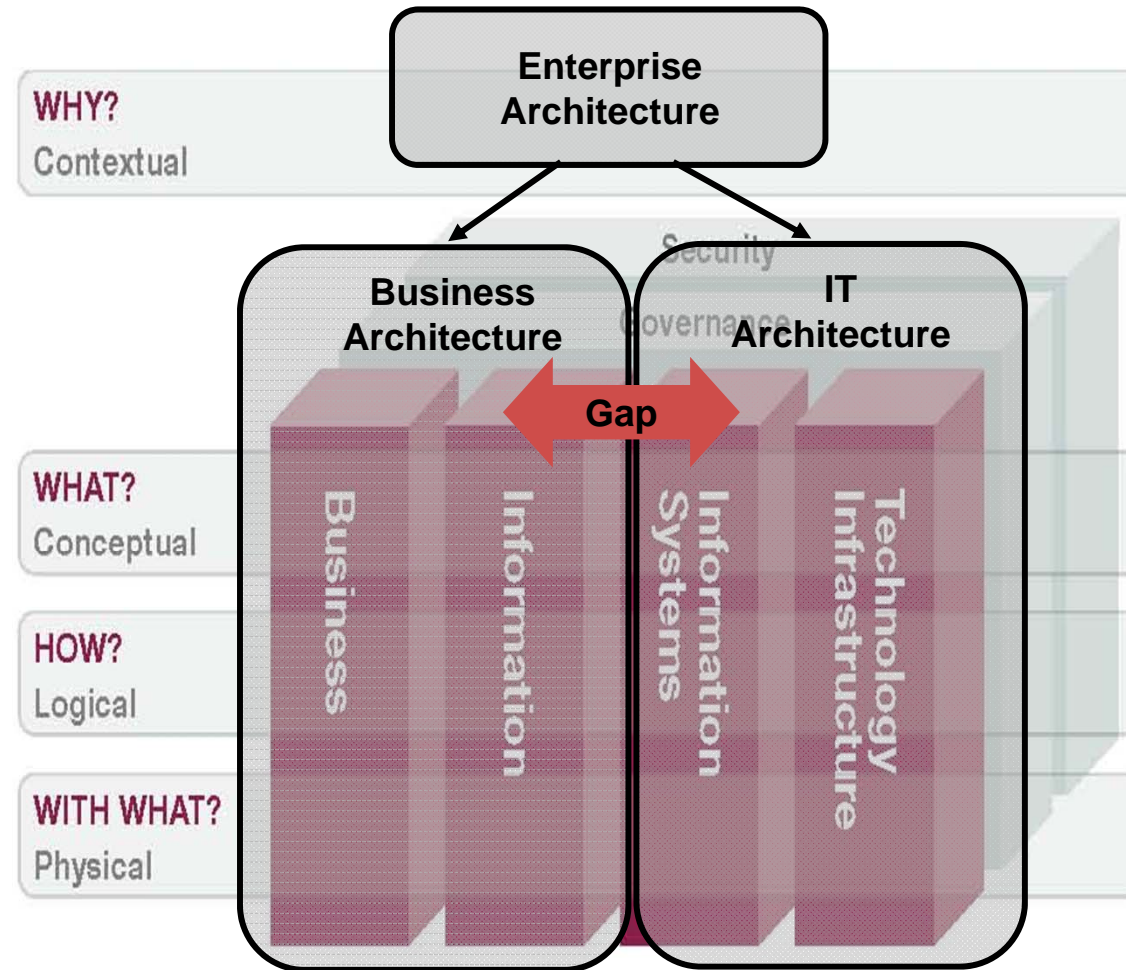 Enterprise
Architecture
WHY?
Contextual
Security
Governance
Business
Architecture
IT
Architecture
Gap
WHAT?
Conceptual
HOW?
Logical
WITH WHAT?
Physical
Business
Information
Information
Systems
Technology
Infrastructure